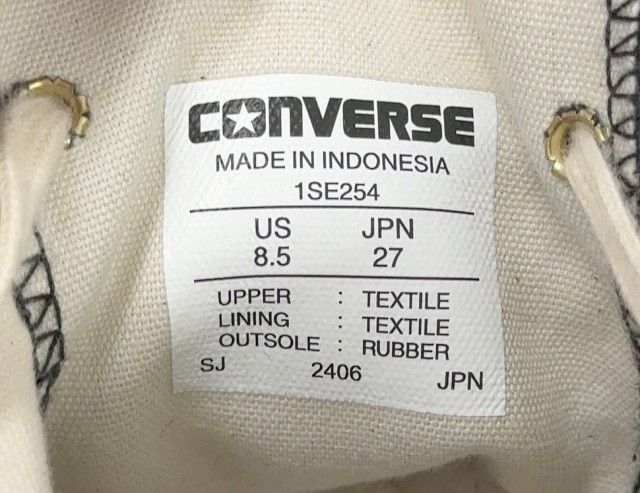 CONVERSE
MADE IN INDONESIA
1SE254
US JPN
8.5 27
UPPER : TEXTILE
LINING : TEXTILE
OUTSOLE : RUBBER
SJ 2406 JPN